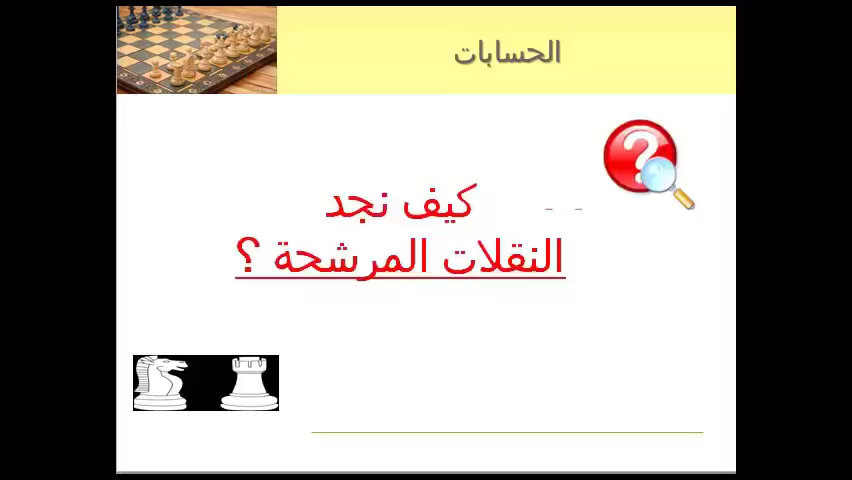 الحسابات
كيف نجد
النقلات المرشحة ؟